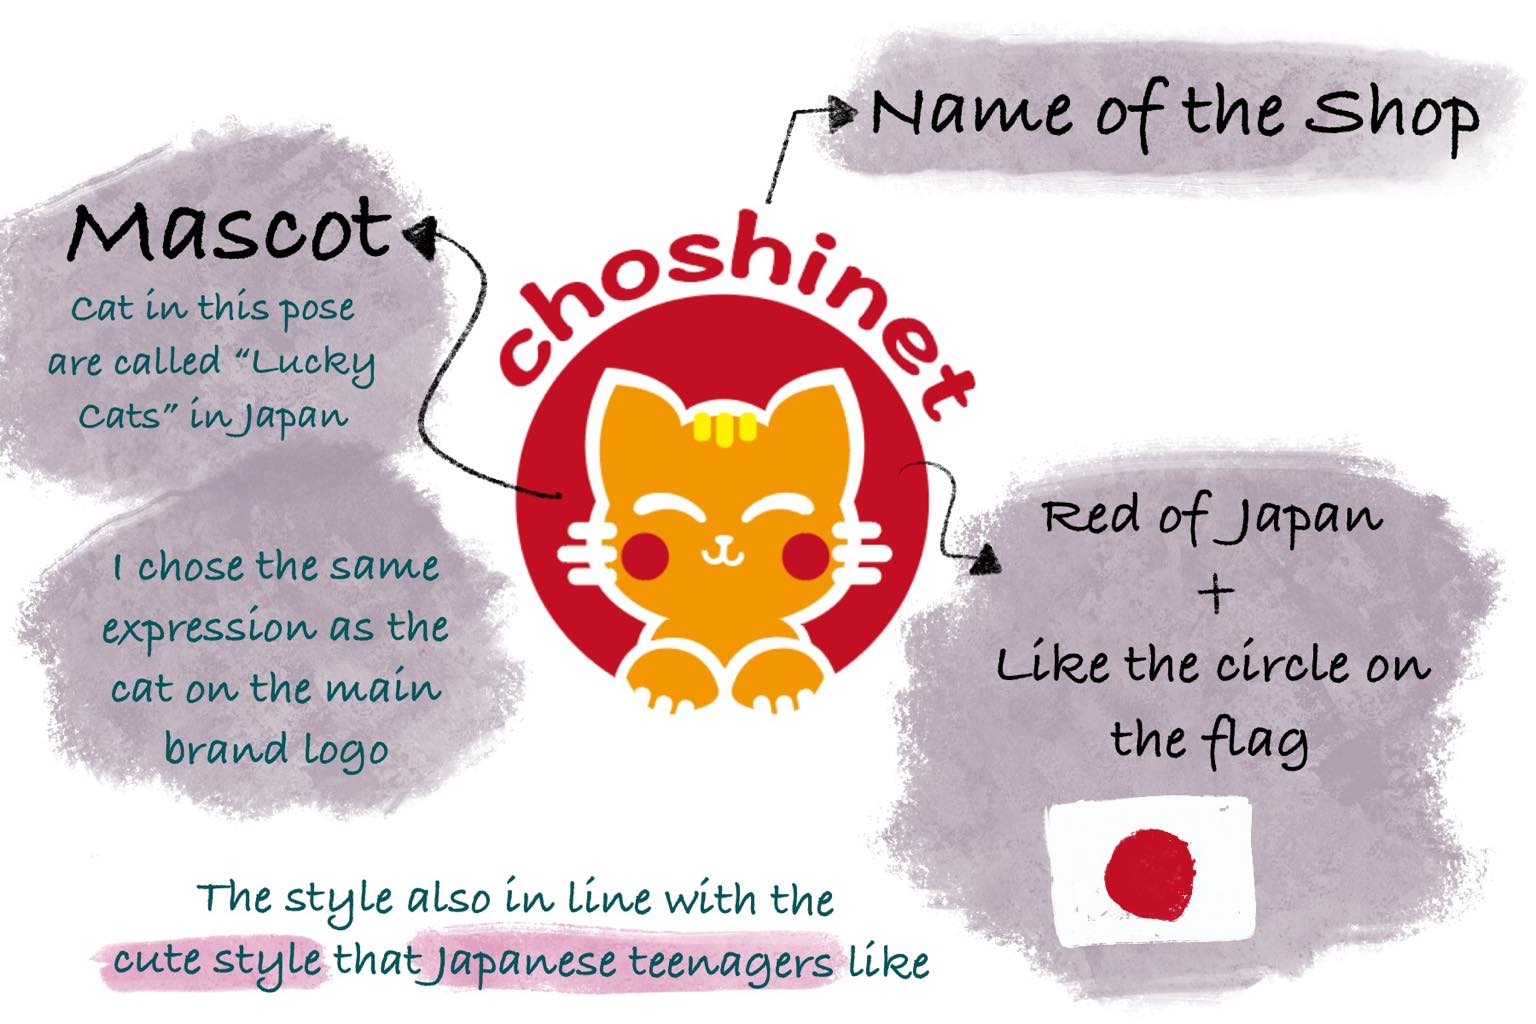 Name of the Shop
Mascot
Cat in this pose
are called “Lucky
Cats” in Japan
choshinet
I chose the same
expression as the
cat on the main
brand logo
Red of Japan
+
Like the circle on
the flag
The style also in line with the
cute style that Japanese teenagers like